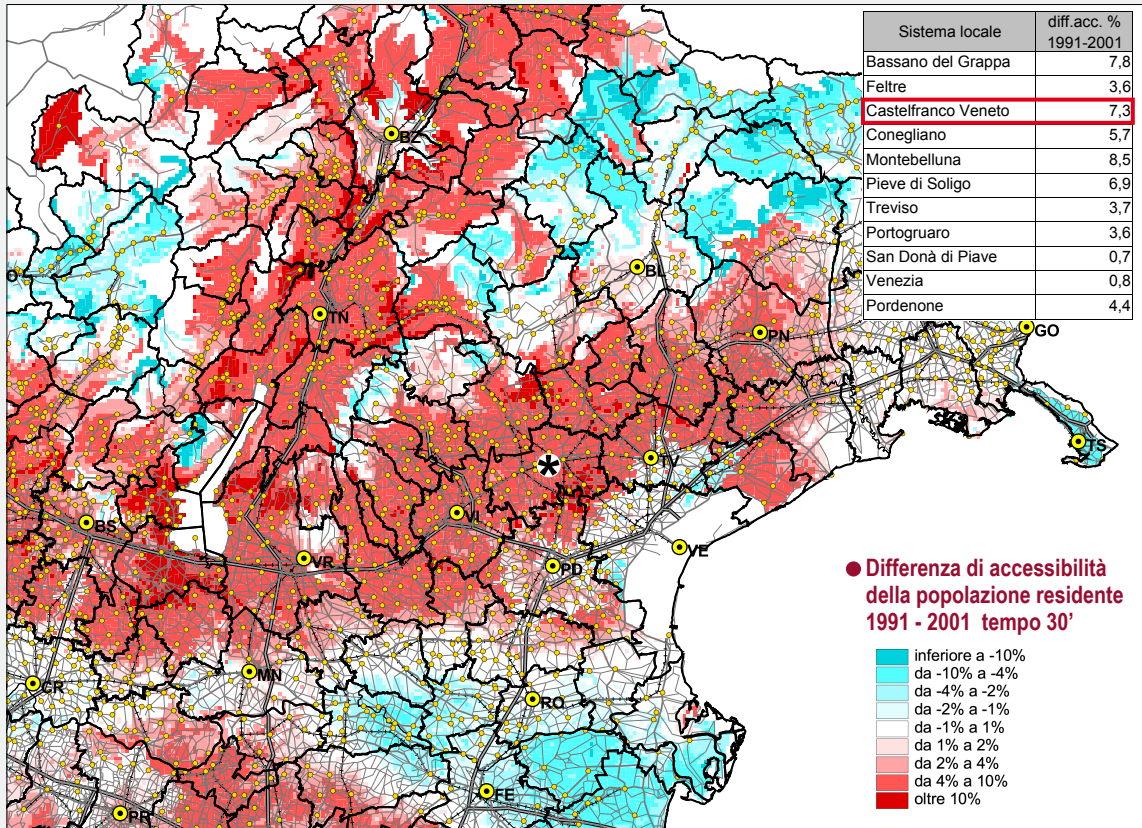 Sistema locale diff.acc. % 1991-2001
Bassano del Grappa 7,8
Feltre 3,6
Castelfranco Veneto 7,3
Conegliano 5,7
Montebelluna 8,5
Pieve di Soligo 6,9
Treviso 3,7
Portogruaro 3,6
San Donà di Piave 0,7
Venezia 0,8
Pordenone 4,4
BZ
BL
TN
PN
GO
TS
TV
*
VI
BS
VR
PD
VE
MN
CR
RO
FE
PR
Differenza di accessibilità
della popolazione residente
1991 - 2001 tempo 30'
inferiore a -10%
da -10% a -4%
da -4% a -2%
da -2% a -1%
da -1% a 1%
da 1% a 2%
da 2% a 4%
da 4% a 10%
oltre 10%